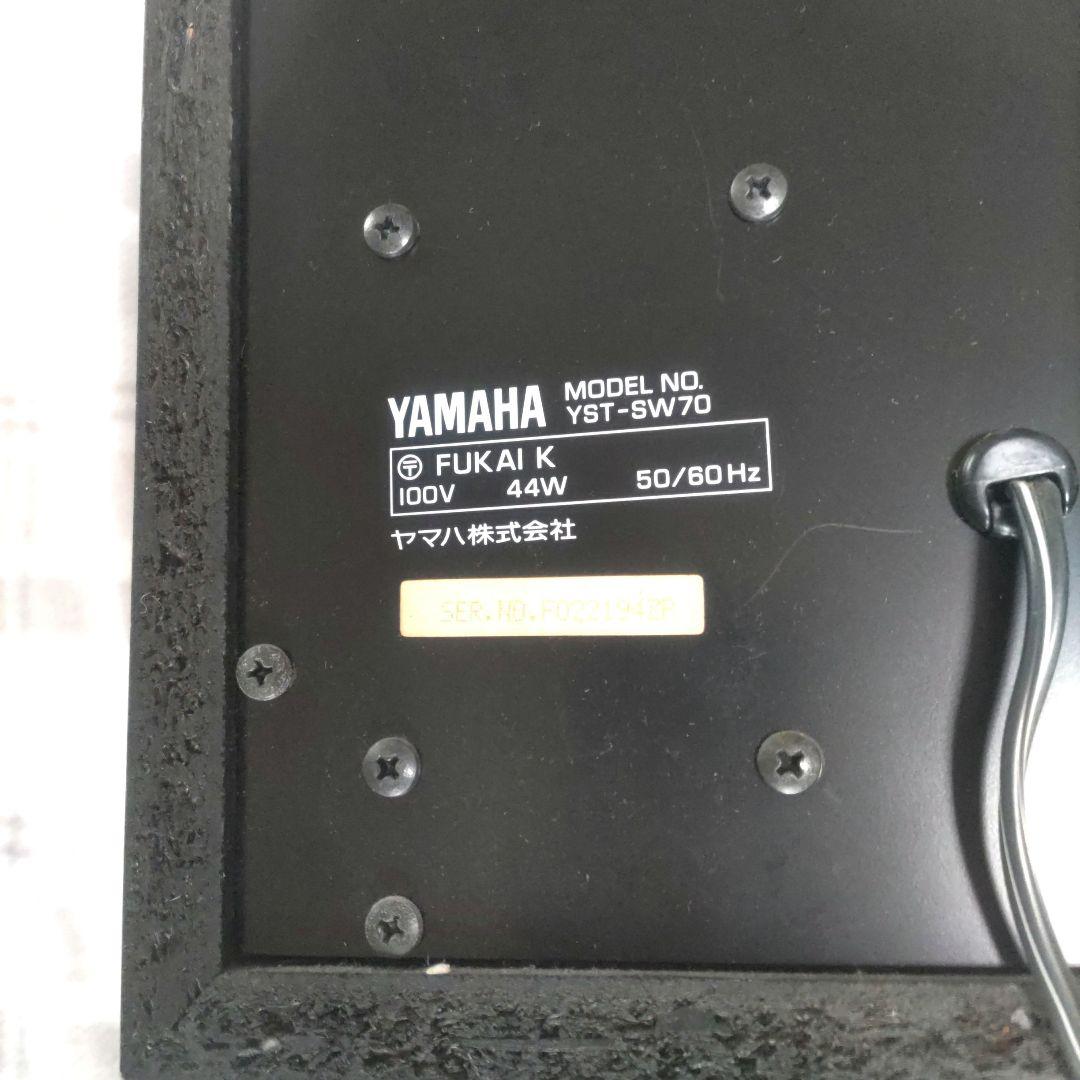 YAMAHA MODEL NO.
YST-SW70
〒 FUKAI K
100V 44W 50/60Hz
ヤマハ株式会社
SER.NO.